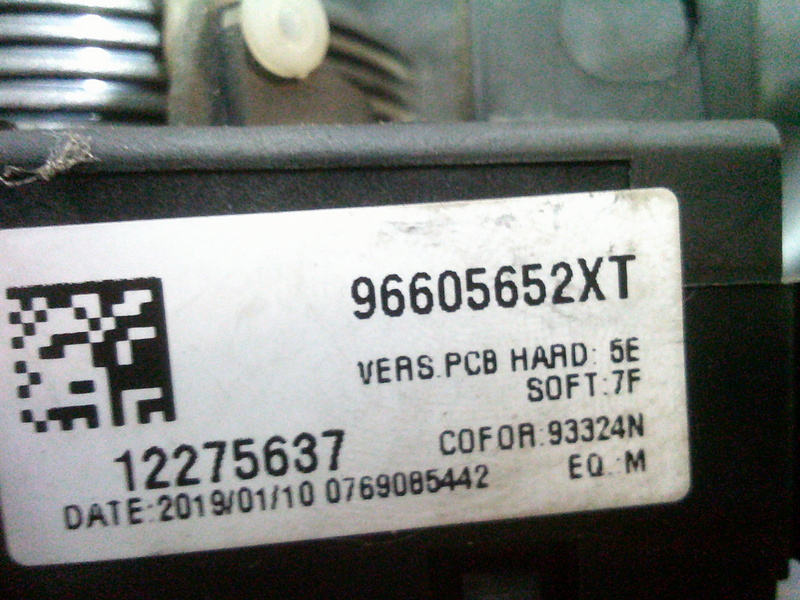 96605652XT
VERS.PCB HARD: 5E
SOFT:7F
12275637
COFOR:93324N
DATE:2019/01/10 0769085442
EQ.:M